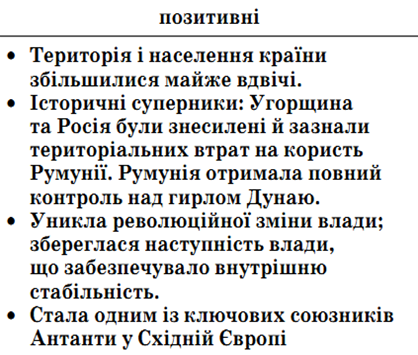 позитивні
• Територія і населення країни
збільшилися майже вдвічі.
• Історичні суперники: Угорщина
та Росія були знесилені й зазнали
територіальних втрат на користь
Румунії. Румунія отримала повний
контроль над гирлом Дунаю.
• Уникла революційної зміни влади;
збереглася наступність влади,
що забезпечувало внутрішню
стабільність.
• Стала одним із ключових союзників
Антанти у Східній Європі